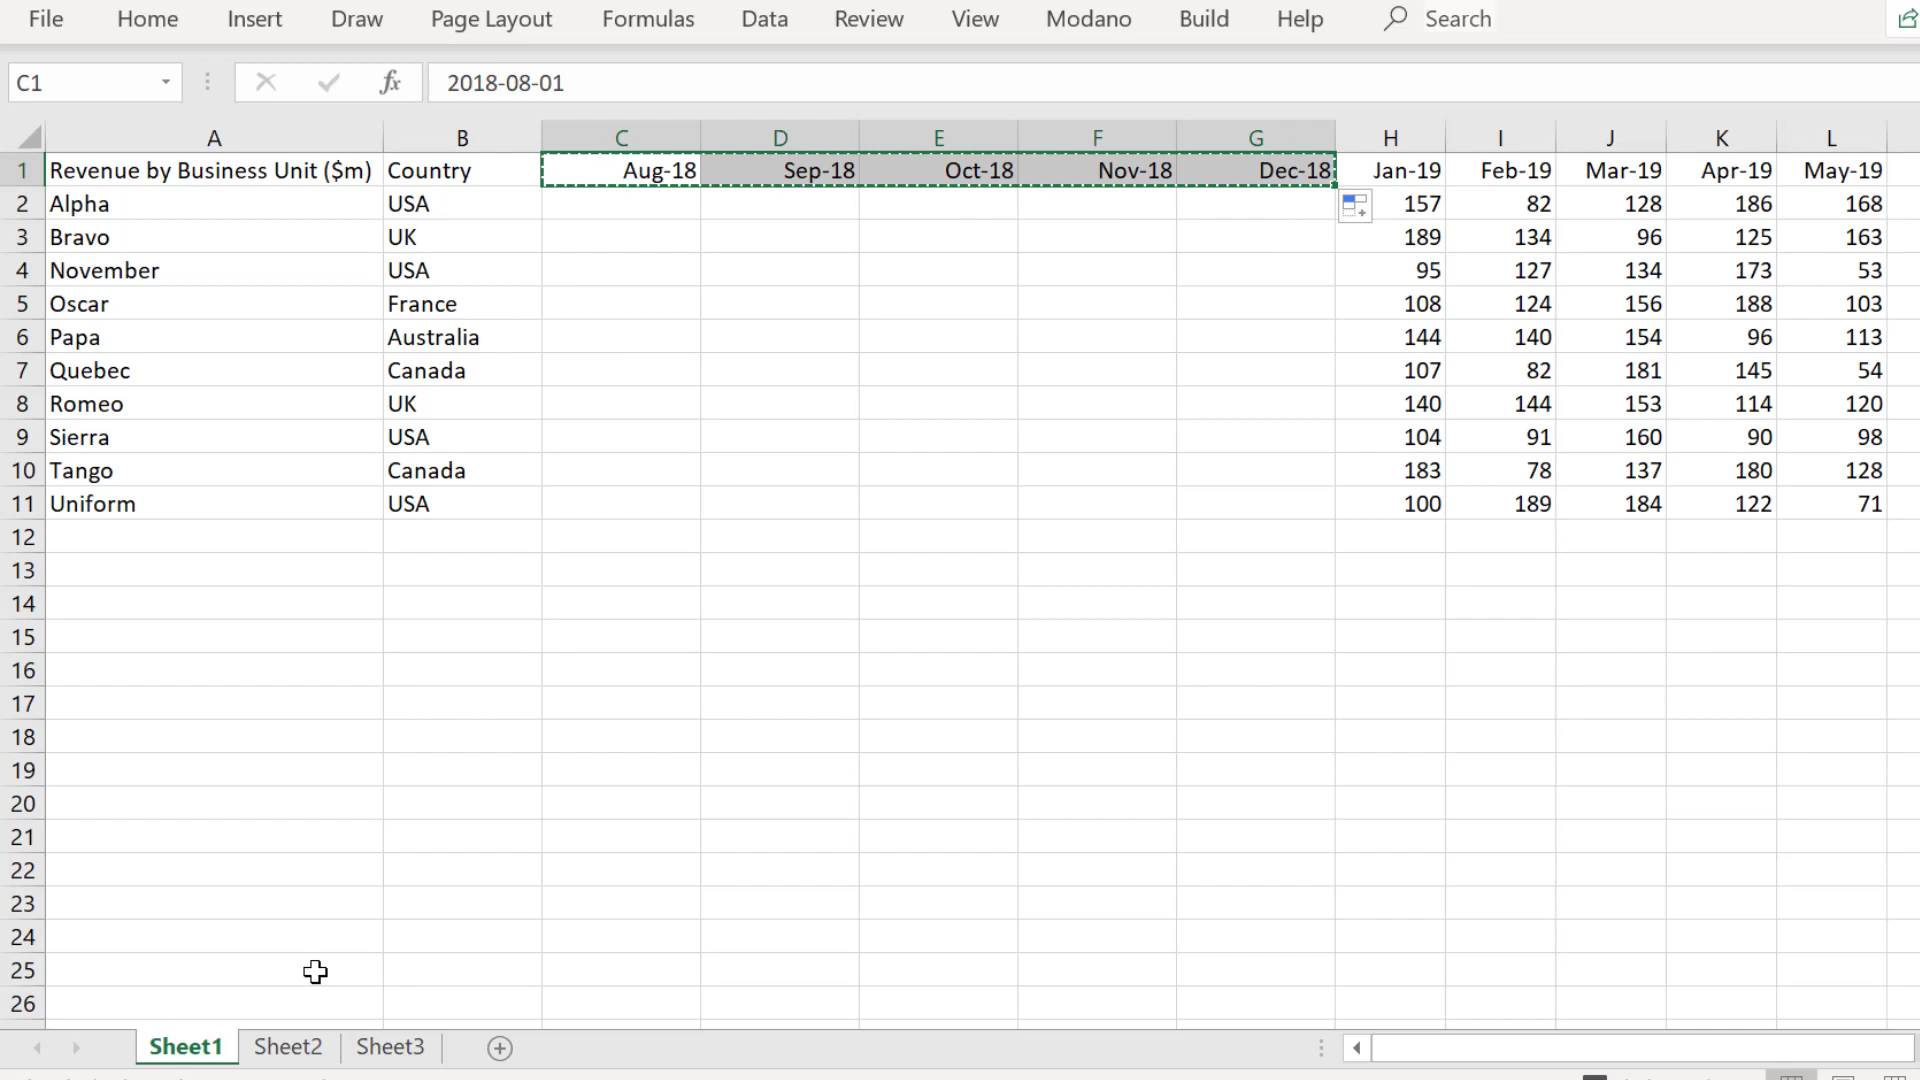 File Home Insert Draw Page Layout Formulas Data Review View Modano Build Help Search
C1 fx 2018-08-01
A B C D E F G H I J K L
1 Revenue by Business Unit ($m) Country Aug-18 Sep-18 Oct-18 Nov-18 Dec-18 Jan-19 Feb-19 Mar-19 Apr-19 May-19
2 Alpha USA 157 82 128 186 168
3 Bravo UK 189 134 96 125 163
4 November USA 95 127 134 173 53
5 Oscar France 108 124 156 188 103
6 Papa Australia 144 140 154 96 113
7 Quebec Canada 107 82 181 145 54
8 Romeo UK 140 144 153 114 120
9 Sierra USA 104 91 160 90 98
10 Tango Canada 183 78 137 180 128
11 Uniform USA 100 189 184 122 71
12
13
14
15
16
17
18
19
20
21
22
23
24
25
26
Sheet1 Sheet2 Sheet3